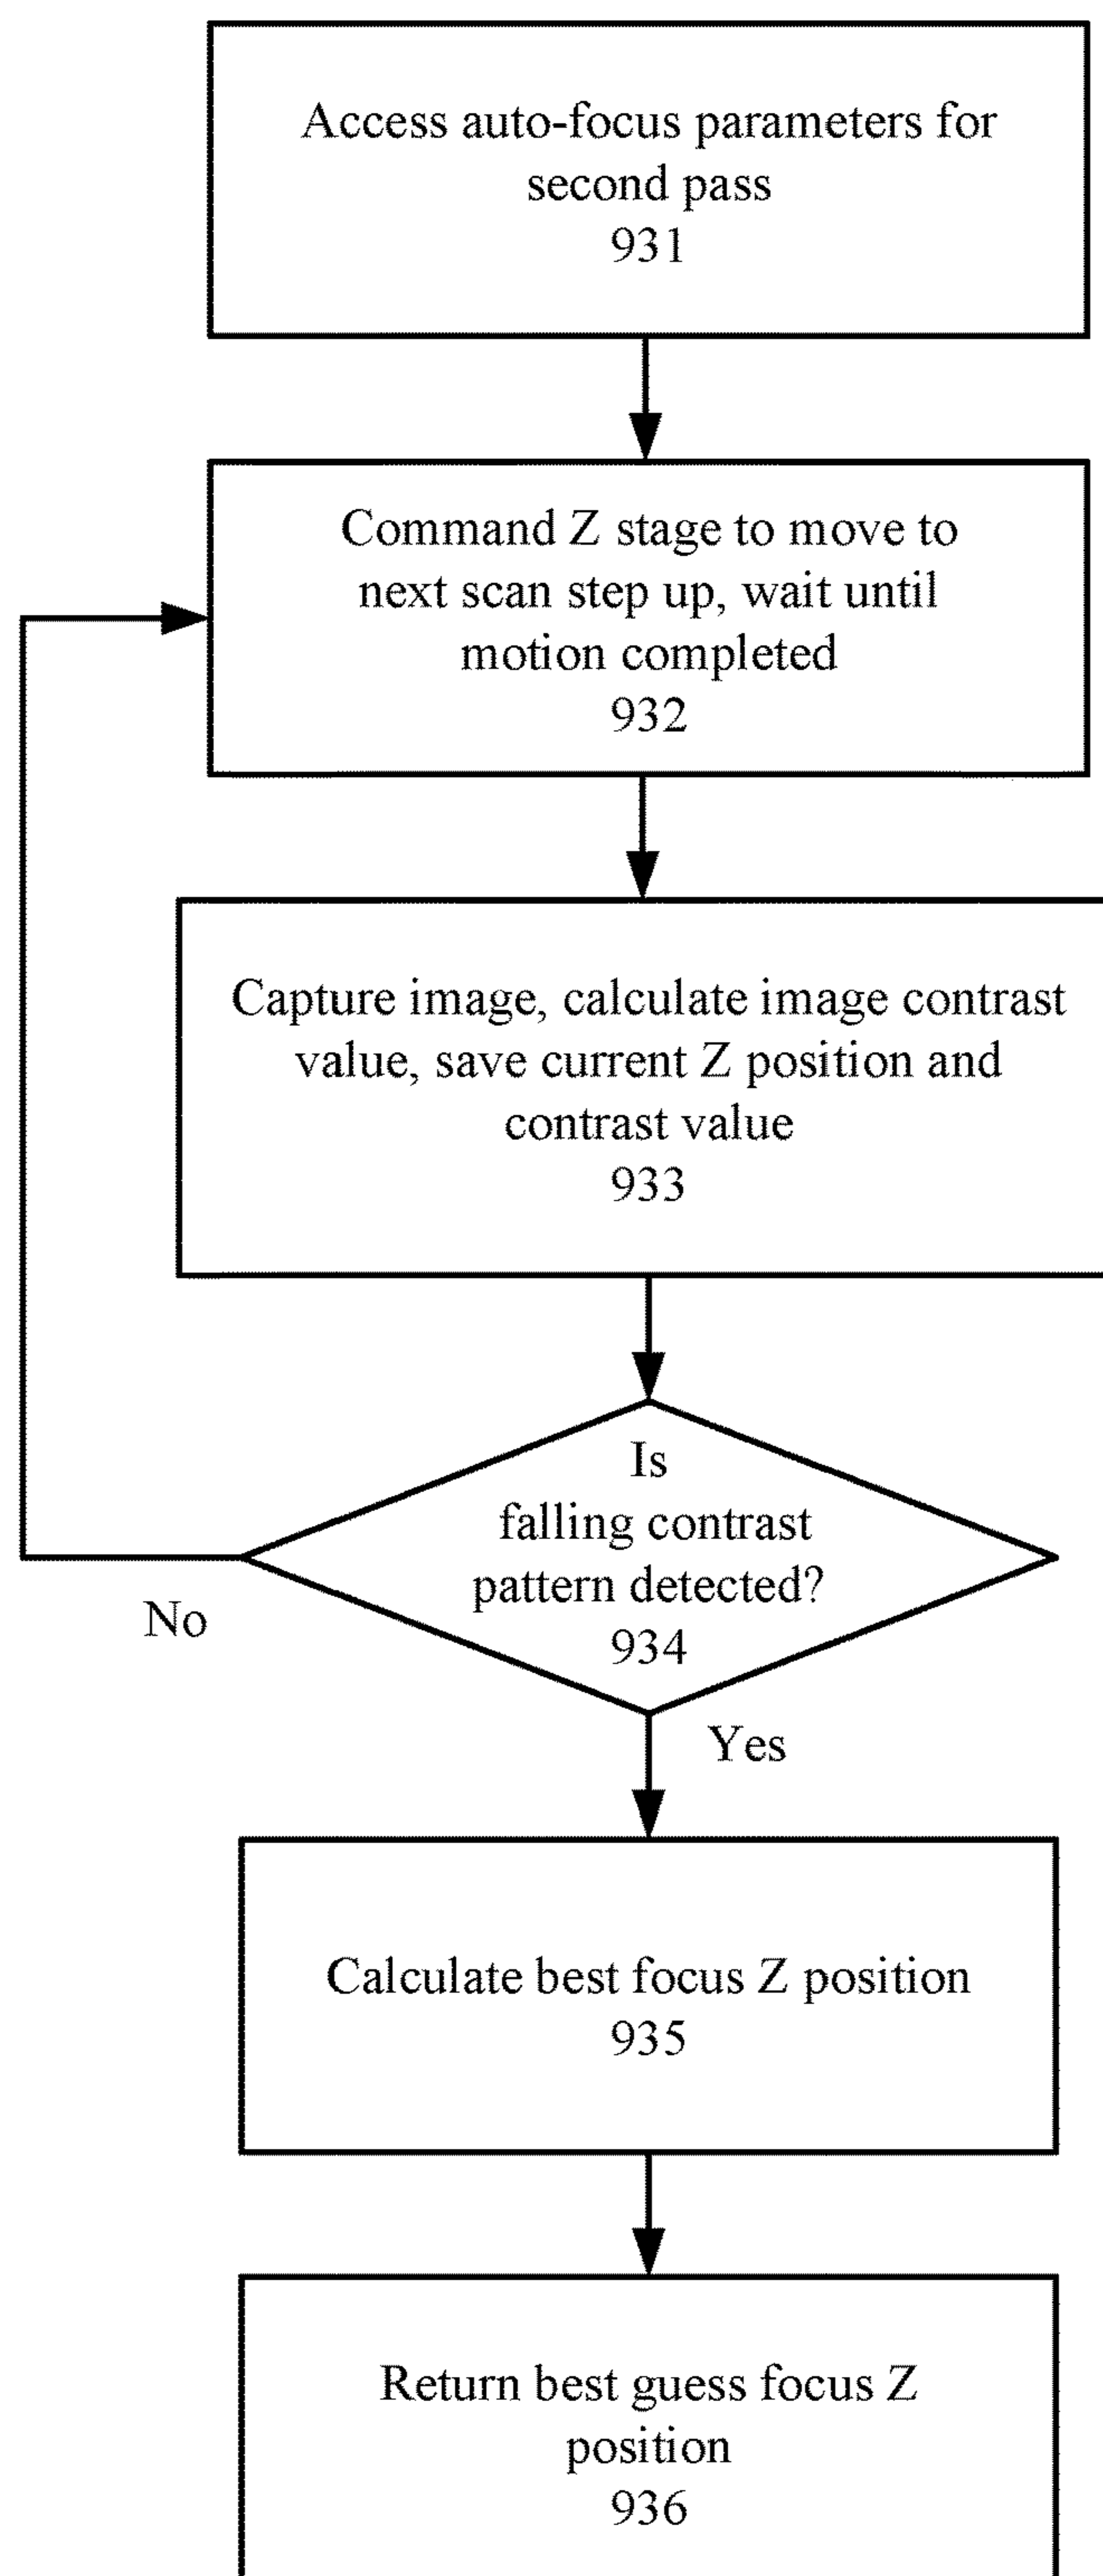 Access auto-focus parameters for
second pass
931
Command Z stage to move to
next scan step up, wait until
motion completed
932
Capture image, calculate image contrast
value, save current Z position and
contrast value
933
Is
falling contrast
pattern detected?
934
No
Yes
Calculate best focus Z position
935
Return best guess focus Z
position
936